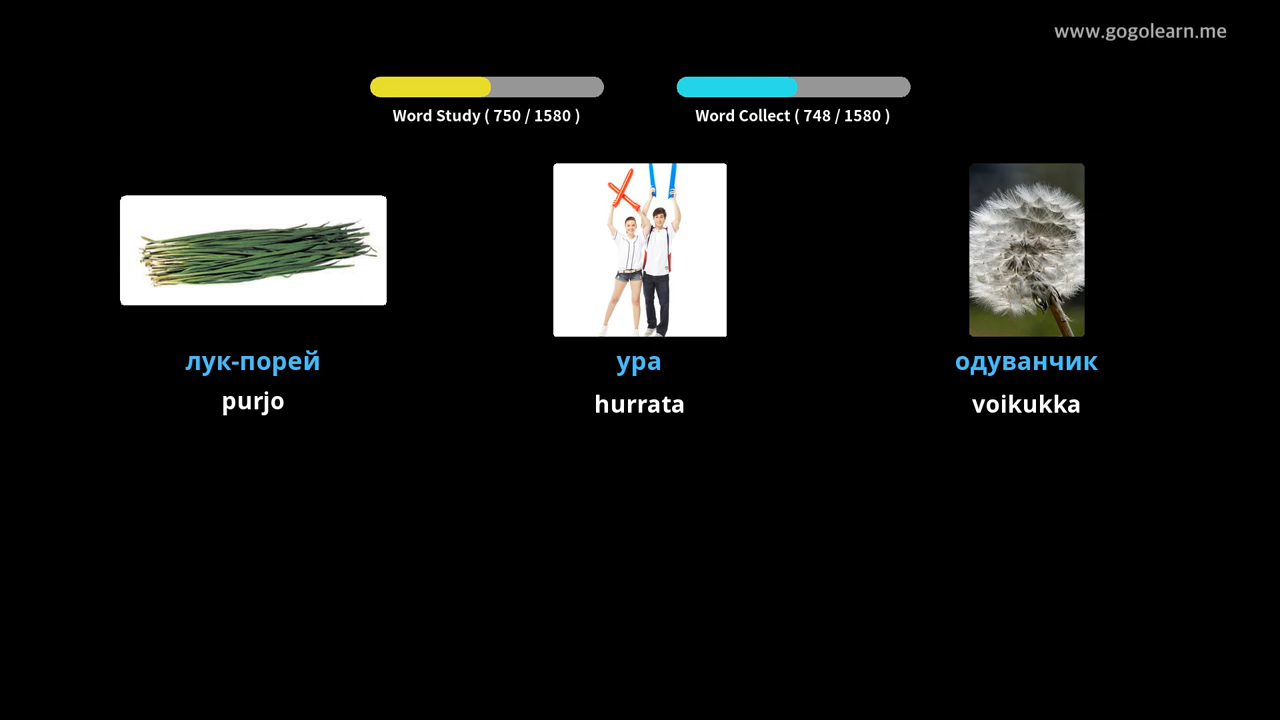 www.gogolearn.me
Word Study ( 750 / 1580 )
Word Collect ( 748 / 1580 )
лук-порей
purjo
ура
hurrata
одуванчик
voikukka